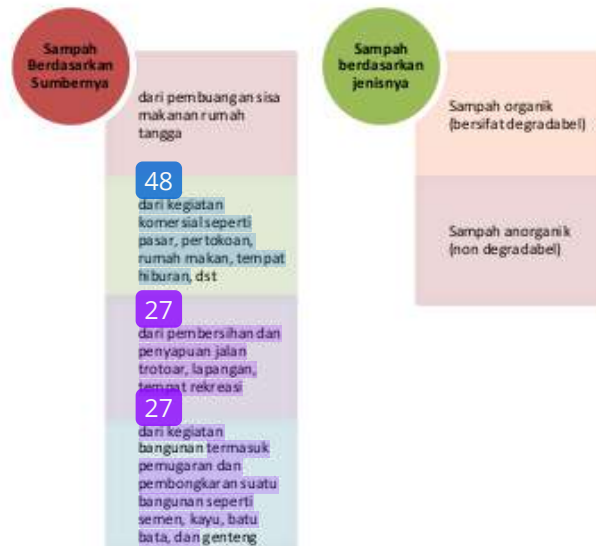 Sampah
Berdasarkan
Sumbernya
dari pembuangan sisa
makanan rumah
tangga
48
dari kegiatan
komersial seperti
pasar, pertokoan,
rumah makan, tempat
hiburan, dst
27
dari pembersihan dan
penyapuan jalan
trotoar, lapangan,
tempat rekreasi
27
dari kegiatan
bangunan termasuk
pemugaran dan
pembongkaran suatu
bangunan seperti
semen, kayu, batu
bata, dan genteng
Sampah
berdasarkan
jenisnya
Sampah organik
(bersifat degradabel)
Sampah anorganik
(non degradabel)